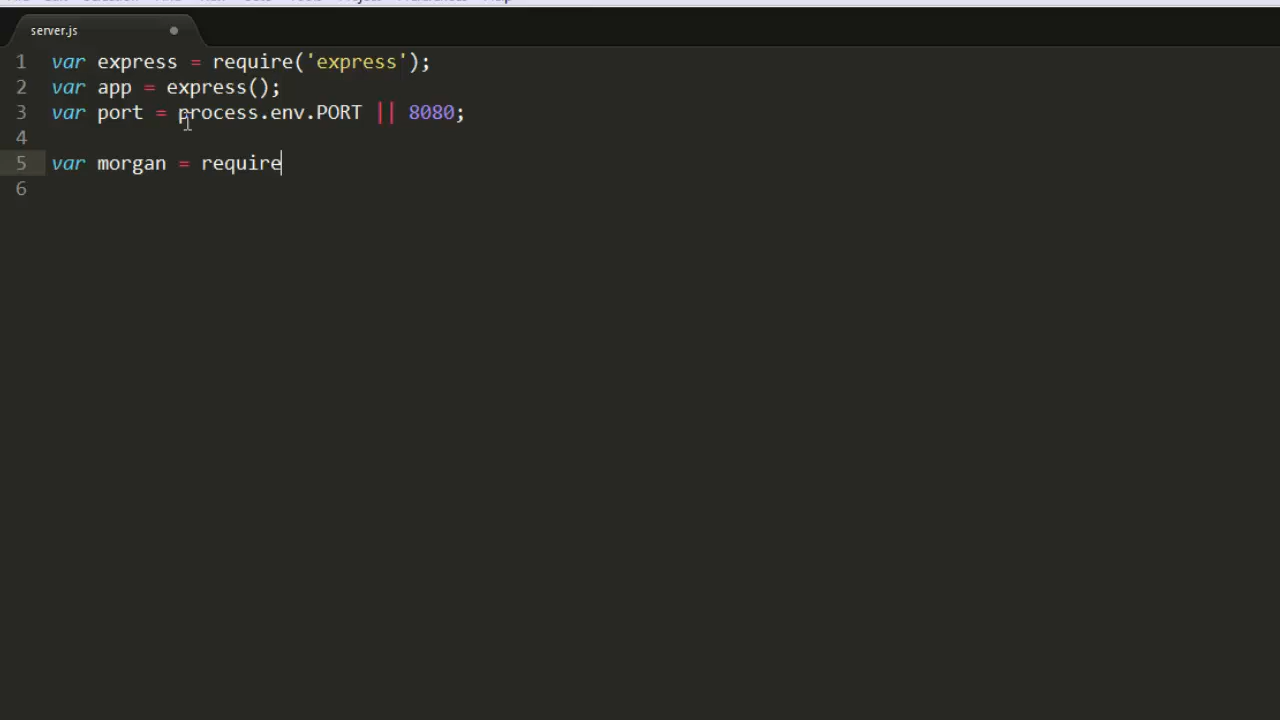 server.js
1 var express = require('express');
2 var app = express();
3 var port = process.env.PORT || 8080;
4
5 var morgan = require
6